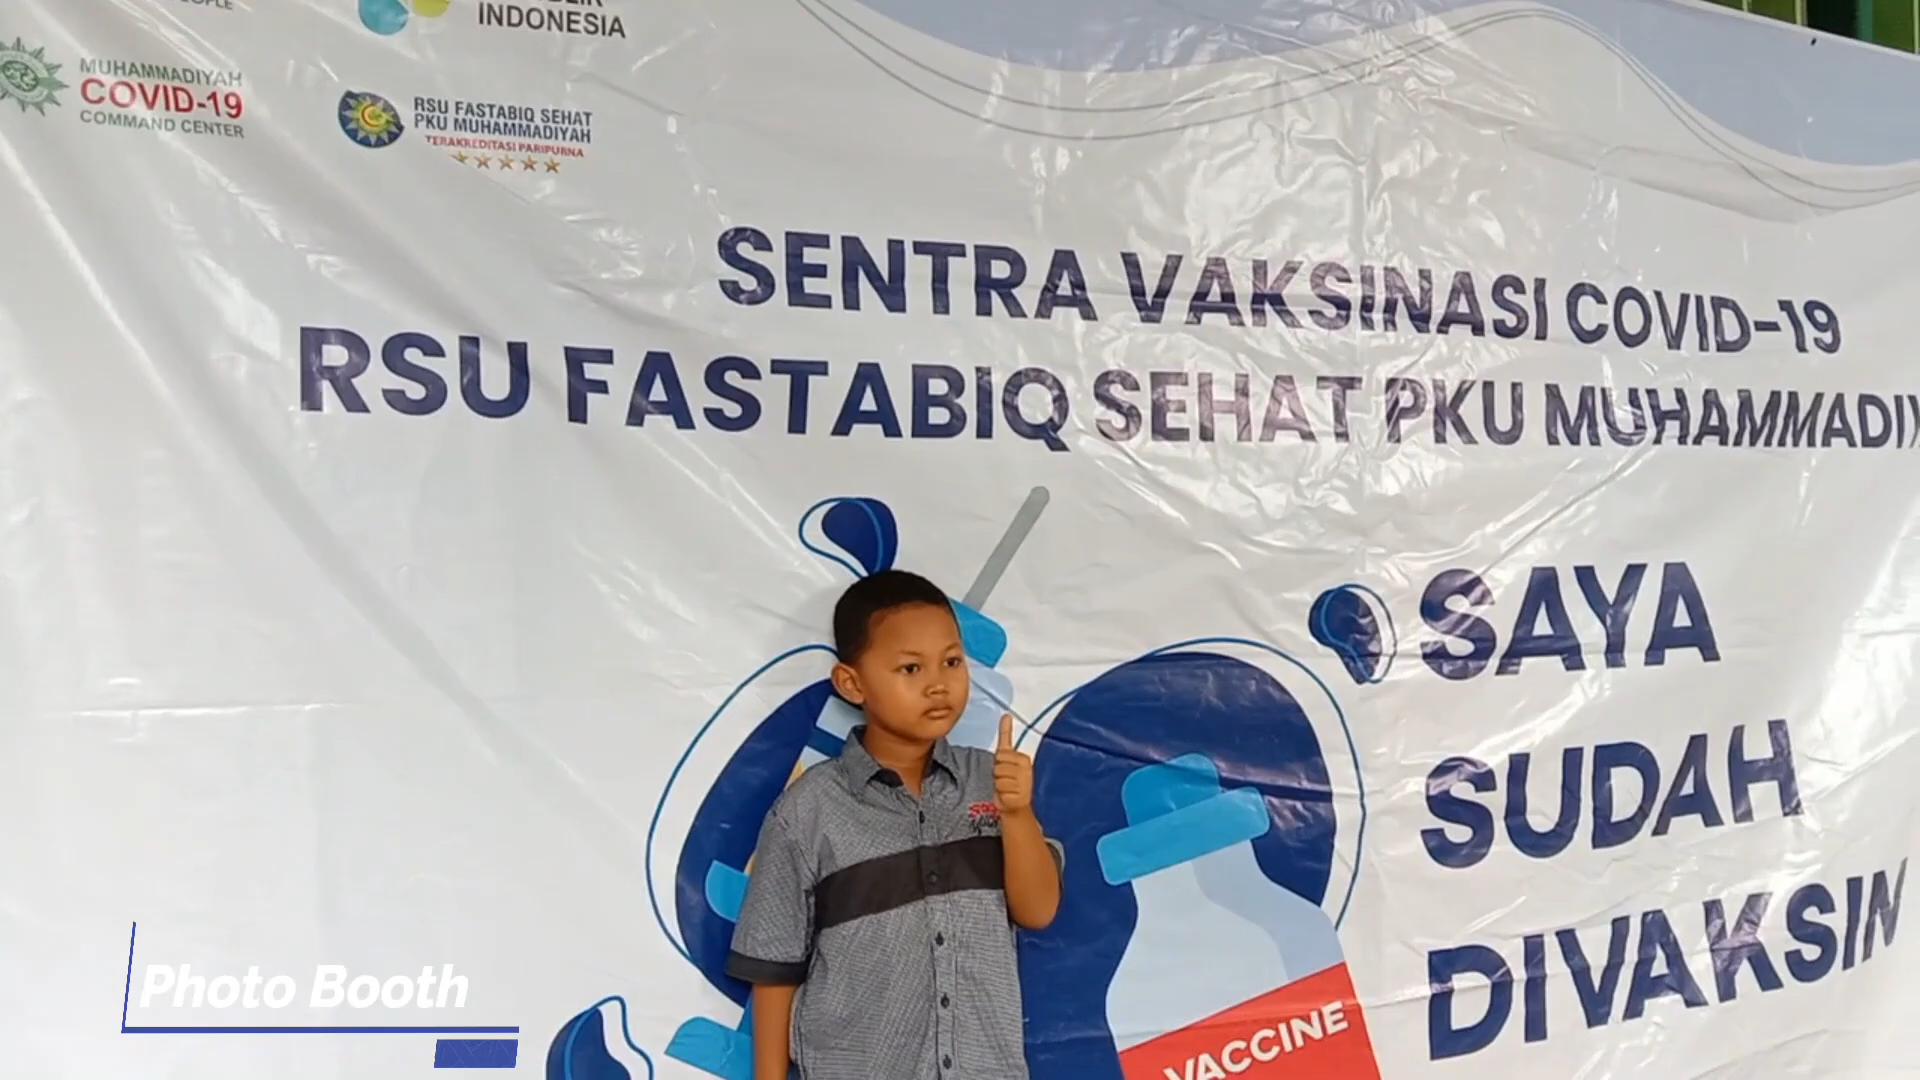 INDONESIA
MUHAMMADIYAH
COVID-19
COMMAND CENTER
RSU FASTABIQ SEHAT
PKU MUHAMMADIYAH
TERAKREDITASI PARIPURNA
SENTRA VAKSINASI COVID-19
RSU FASTABIQ SEHAT PKU
SAYA
SUDAH
DIVAKSIN
VACCINE
Photo Booth